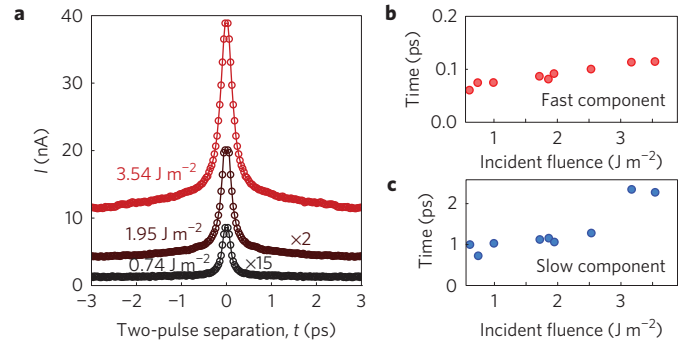 a
40
30
20
10
0
I (nA)
3.54 J m⁻²
1.95 J m⁻²
×2
0.74 J m⁻²
×15
−3 −2 −1 0 1 2 3
Two-pulse separation, t (ps)
b
0.2
0.1
0.0
Time (ps)
Fast component
1 2 3
Incident fluence (J m⁻²)
c
2
1
0
Time (ps)
Slow component
1 2 3
Incident fluence (J m⁻²)